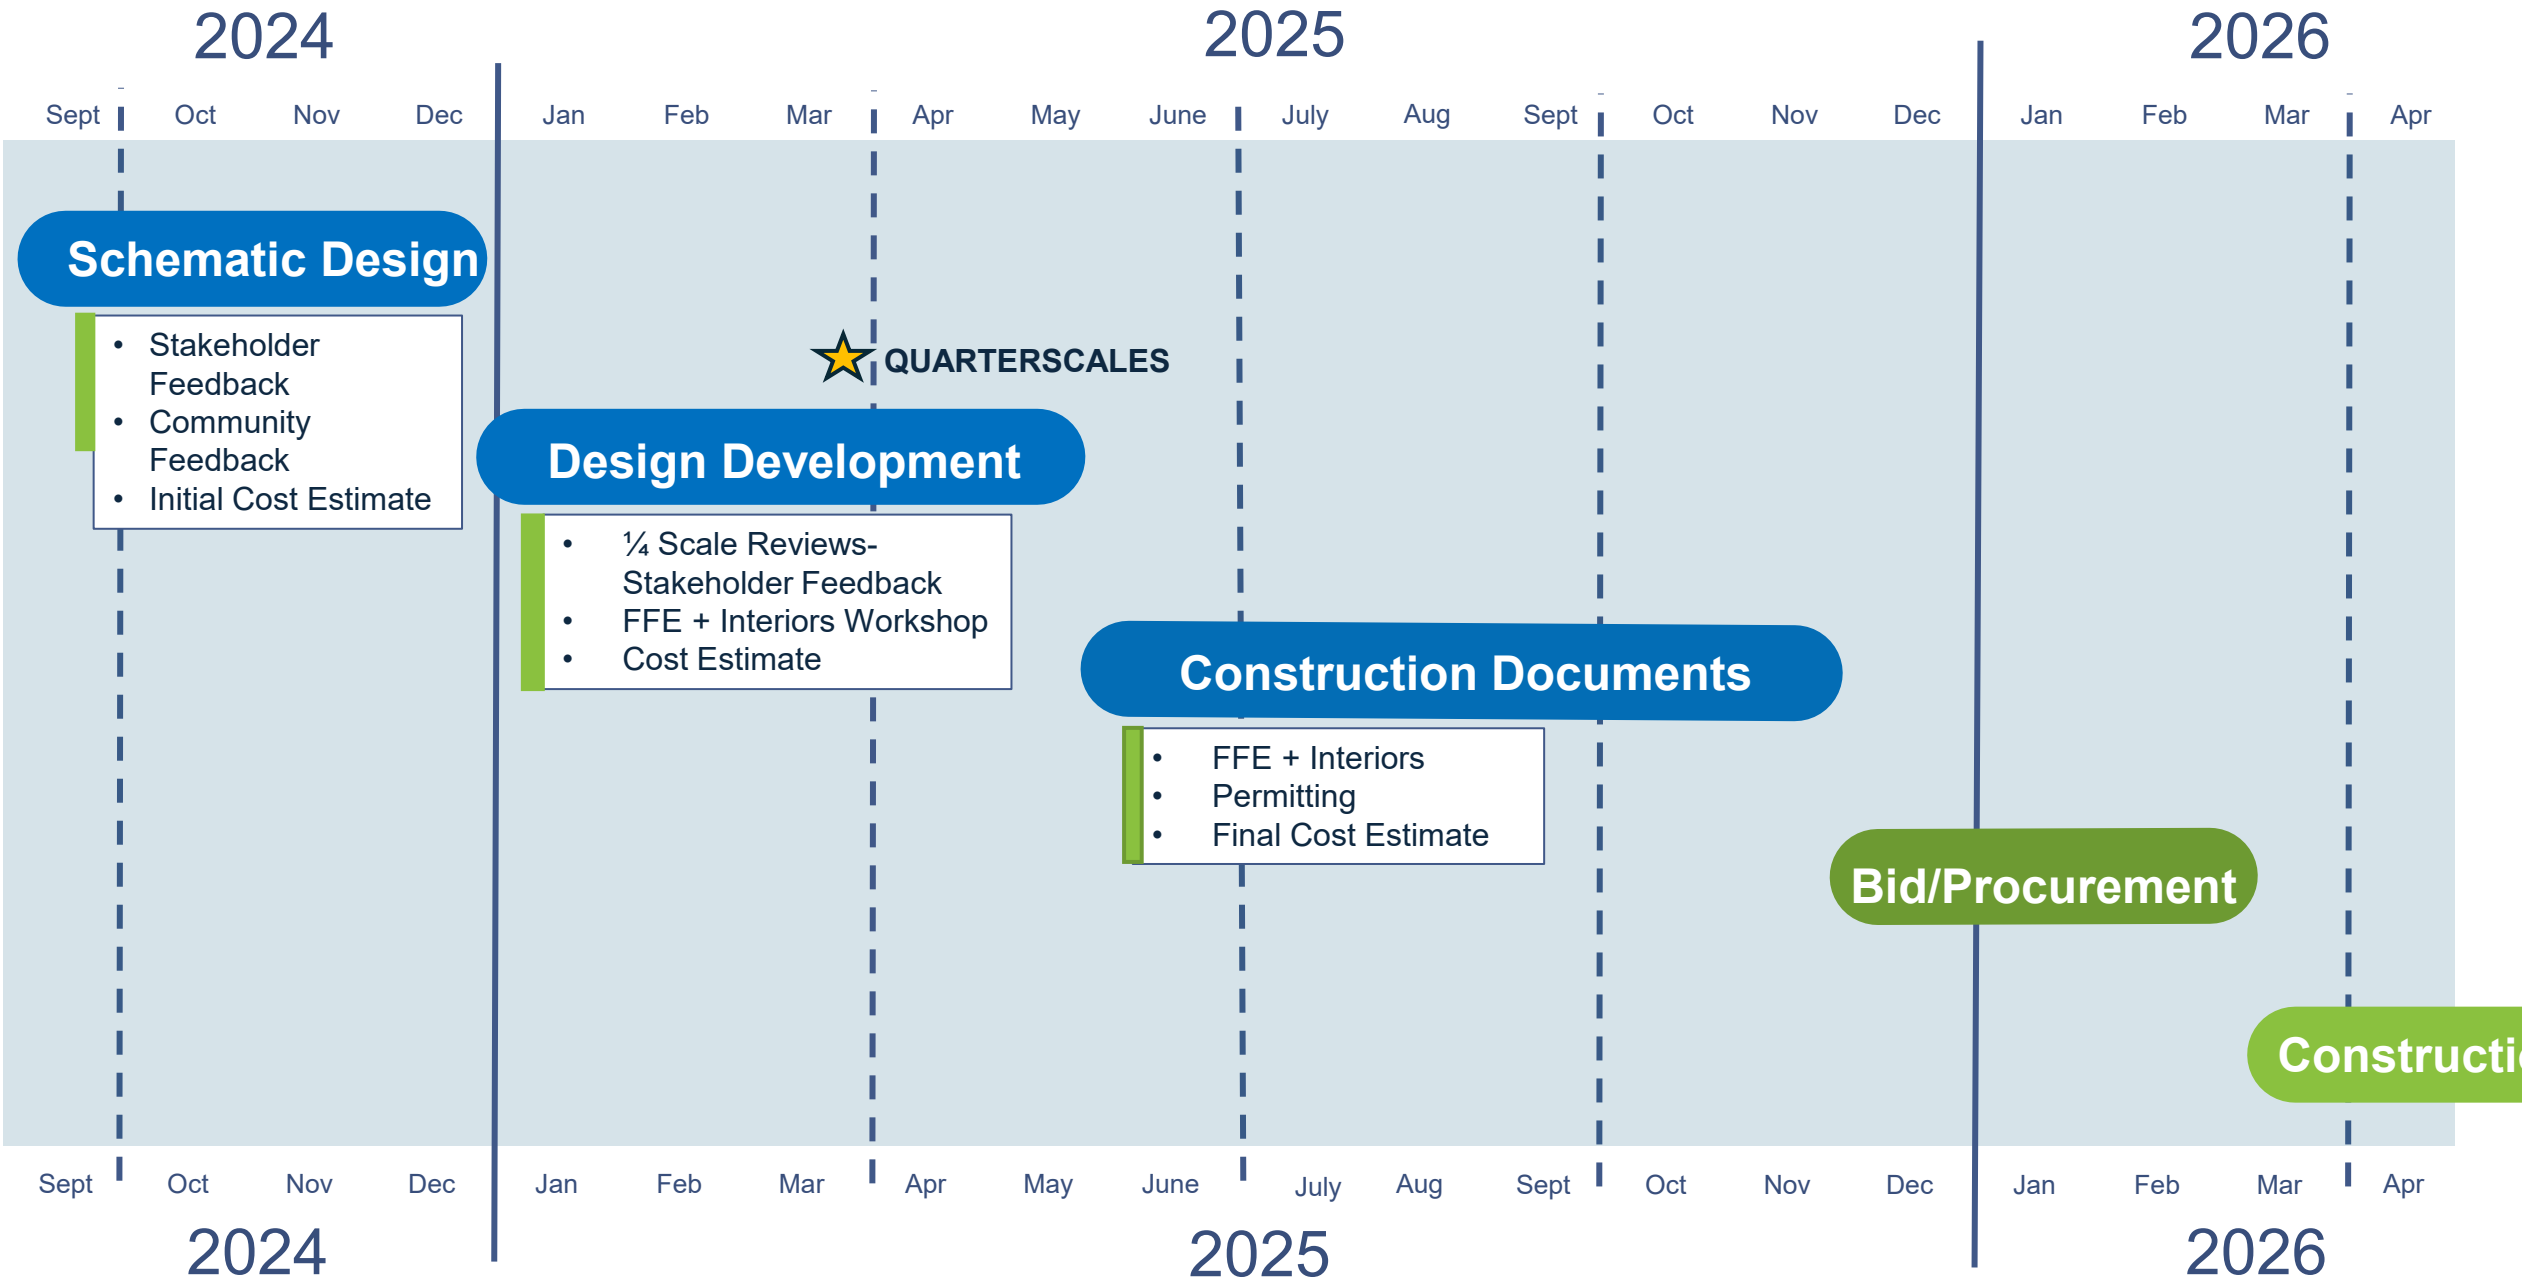 2024 2025 2026
Sept Oct Nov Dec Jan Feb Mar Apr May June July Aug Sept Oct Nov Dec Jan Feb Mar Apr
Schematic Design
• Stakeholder
Feedback
• Community
Feedback
• Initial Cost Estimate
QUARTERSCALES
Design Development
• ¼ Scale Reviews-
Stakeholder Feedback
• FFE + Interiors Workshop
• Cost Estimate
Construction Documents
• FFE + Interiors
• Permitting
• Final Cost Estimate
Bid/Procurement
Constructi
Sept Oct Nov Dec Jan Feb Mar Apr May June July Aug Sept Oct Nov Dec Jan Feb Mar Apr
2024 2025 2026